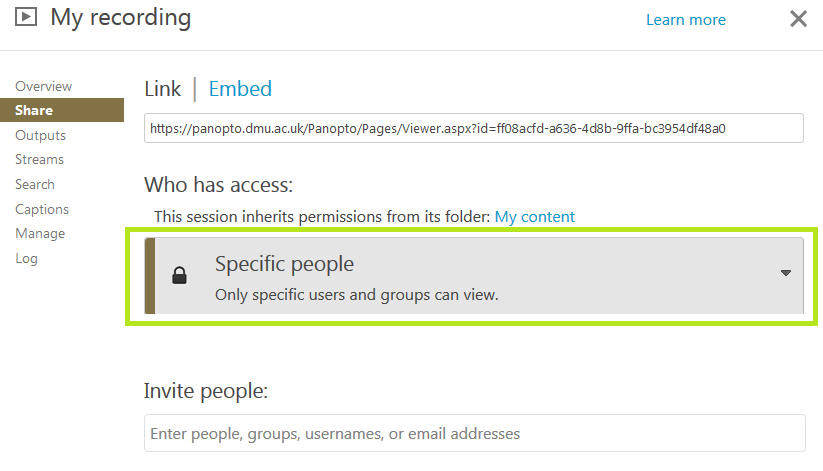 My recording
Learn more
Overview
Share
Outputs
Streams
Search
Captions
Manage
Log
Link | Embed
https://panopto.dmu.ac.uk/Panopto/Pages/Viewer.aspx?id=ff08acfd-a636-4d8b-9ffa-bc3954df48a0
Who has access:
This session inherits permissions from its folder: My content
Specific people
Only specific users and groups can view.
Invite people:
Enter people, groups, usernames, or email addresses